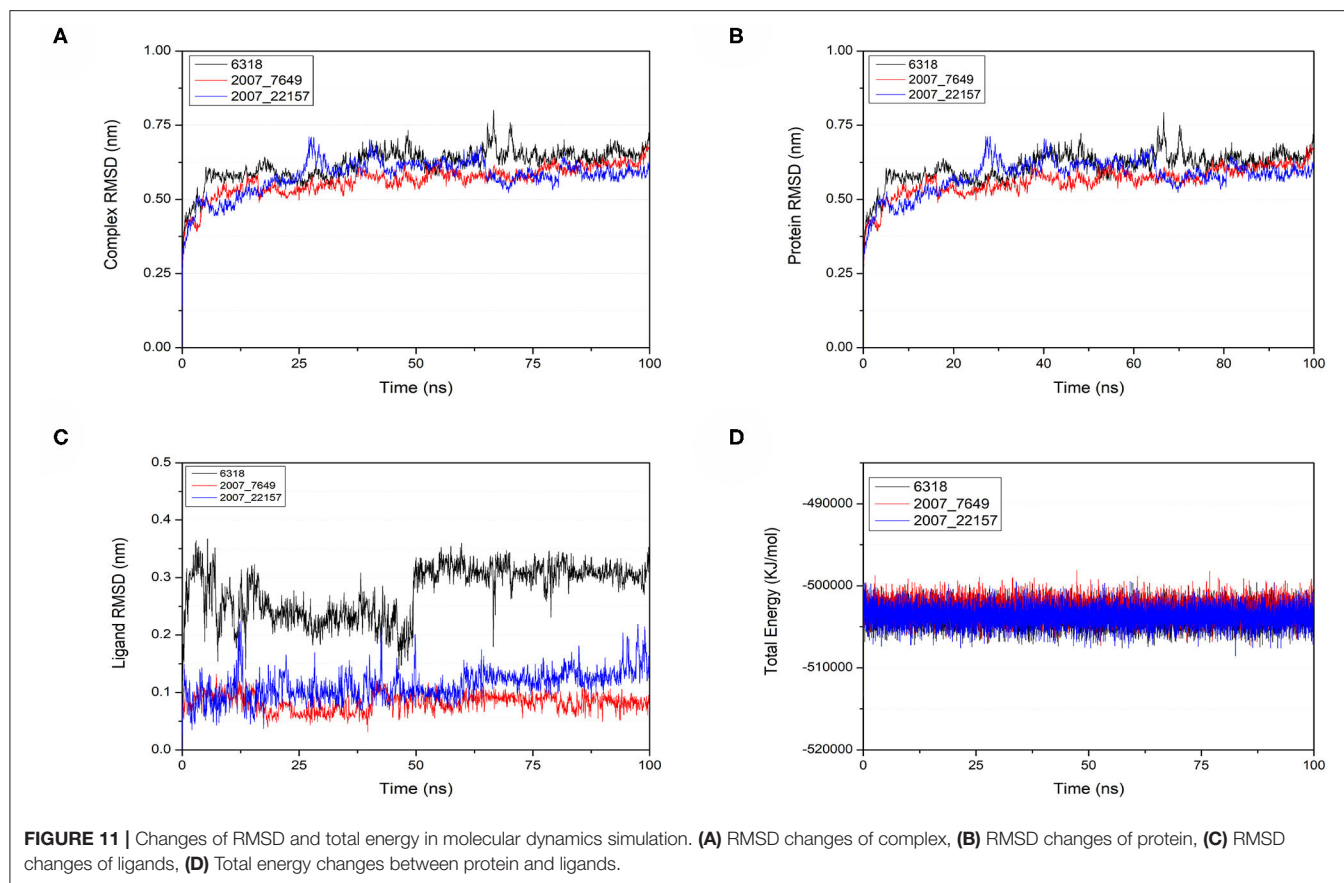 A
1.00
0.75
0.50
0.25
0.00
Complex RMSD (nm)
6318
2007_7649
2007_22157
0 25 50 75 100
Time (ns)
B
1.00
0.75
0.50
0.25
0.00
Protein RMSD (nm)
6318
2007_7649
2007_22157
0 20 40 60 80 100
Time (ns)
C
0.5
0.4
0.3
0.2
0.1
0.0
Ligand RMSD (nm)
6318
2007_7649
2007_22157
0 25 50 75 100
Time (ns)
D
-490000
-500000
-510000
-520000
Total Energy (KJ/mol)
6318
2007_7649
2007_22157
0 25 50 75 100
Time (ns)
FIGURE 11 | Changes of RMSD and total energy in molecular dynamics simulation. (A) RMSD changes of complex, (B) RMSD changes of protein, (C) RMSD
changes of ligands, (D) Total energy changes between protein and ligands.